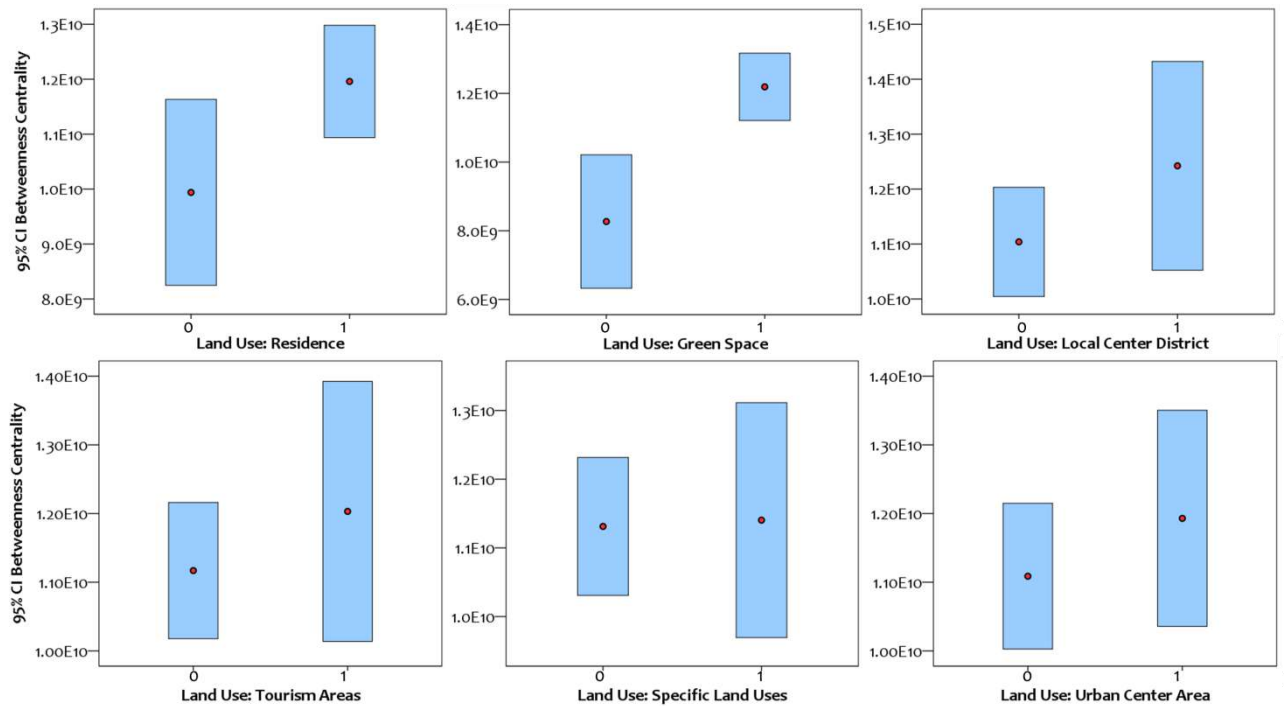 95% CI Betweenness Centrality
1.3E10
1.2E10
1.1E10
1.0E10
9.0E9
8.0E9
0 1
Land Use: Residence
1.4E10
1.2E10
1.0E10
8.0E9
6.0E9
0 1
Land Use: Green Space
1.5E10
1.4E10
1.3E10
1.2E10
1.1E10
1.0E10
0 1
Land Use: Local Center District
95% CI Betweenness Centrality
1.40E10
1.30E10
1.20E10
1.10E10
1.00E10
0 1
Land Use: Tourism Areas
1.3E10
1.2E10
1.1E10
1.0E10
0 1
Land Use: Specific Land Uses
1.40E10
1.30E10
1.20E10
1.10E10
1.00E10
0 1
Land Use: Urban Center Area